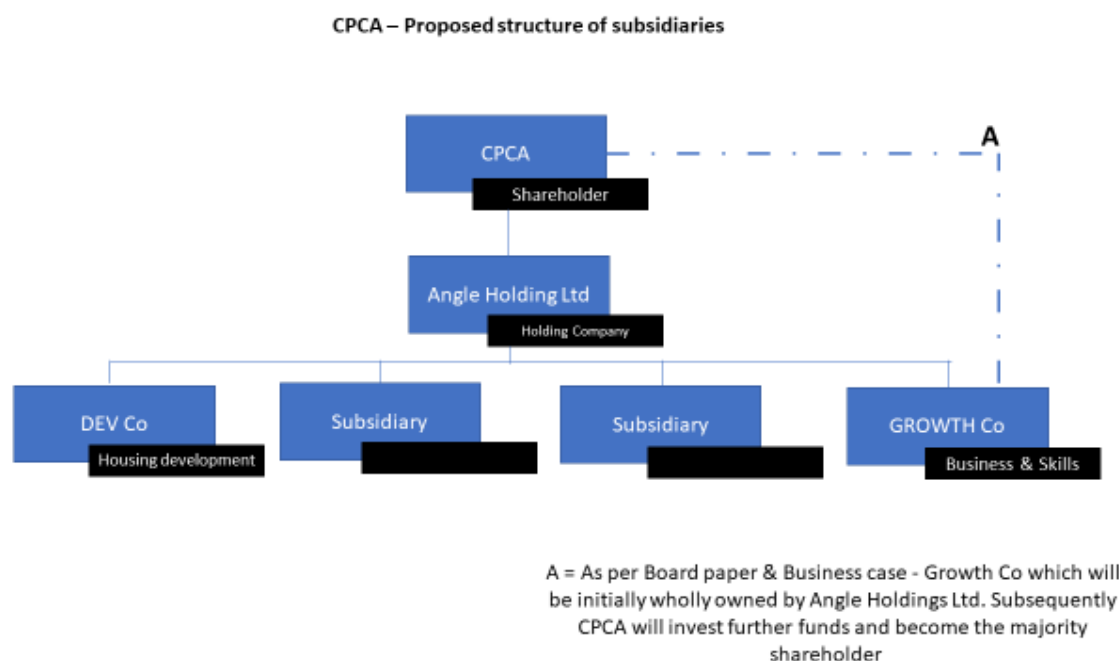 CPCA – Proposed structure of subsidiaries
A
CPCA
Shareholder
Angle Holding Ltd
Holding Company
DEV Co
Housing development
Subsidiary
Subsidiary
GROWTH Co
Business & Skills
A = As per Board paper & Business case - Growth Co which will
be initially wholly owned by Angle Holdings Ltd. Subsequently
CPCA will invest further funds and become the majority
shareholder